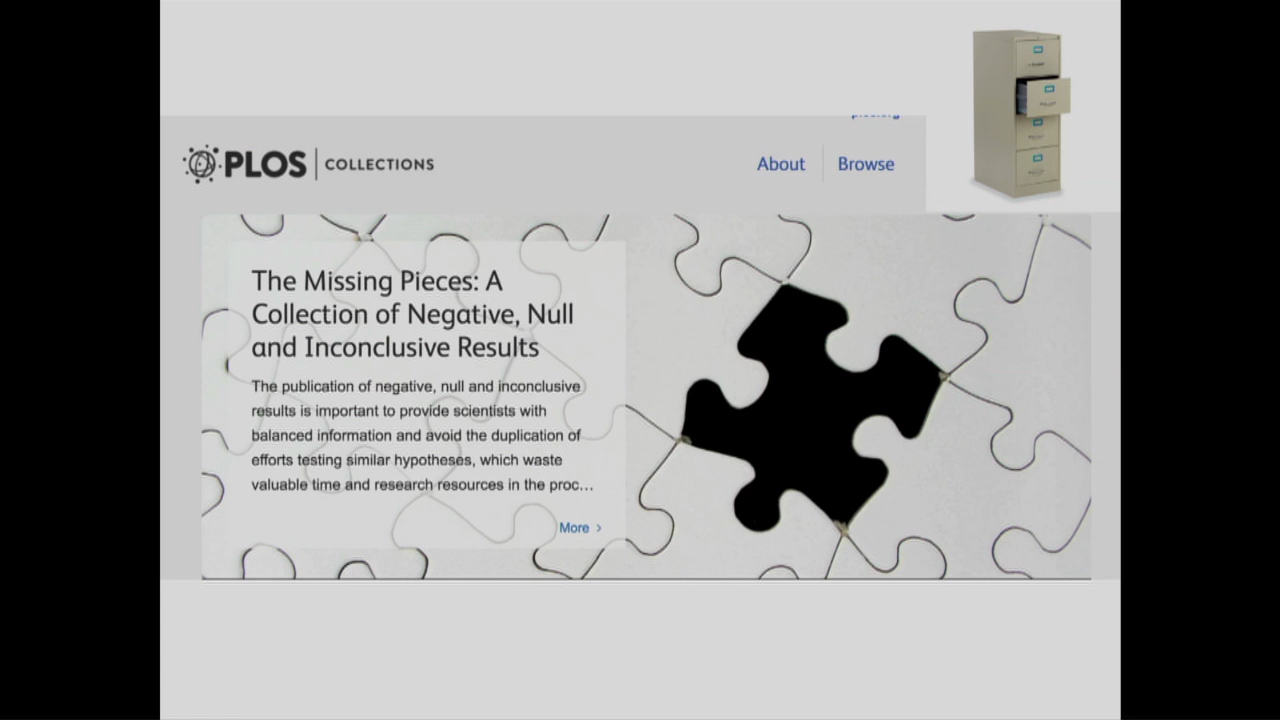 PLOS COLLECTIONS
About
Browse
The Missing Pieces: A
Collection of Negative, Null
and Inconclusive Results
The publication of negative, null and inconclusive
results is important to provide scientists with
balanced information and avoid the duplication of
efforts testing similar hypotheses, which waste
valuable time and research resources in the proc...
More >